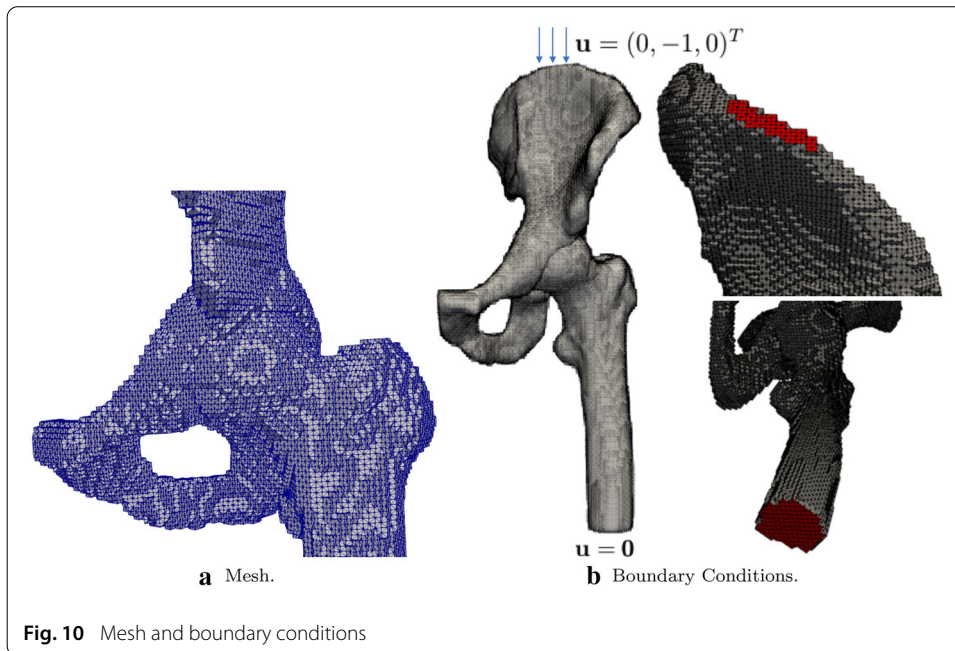 u = (0, −1, 0)^T
u = 0
a Mesh.
b Boundary Conditions.
Fig. 10 Mesh and boundary conditions